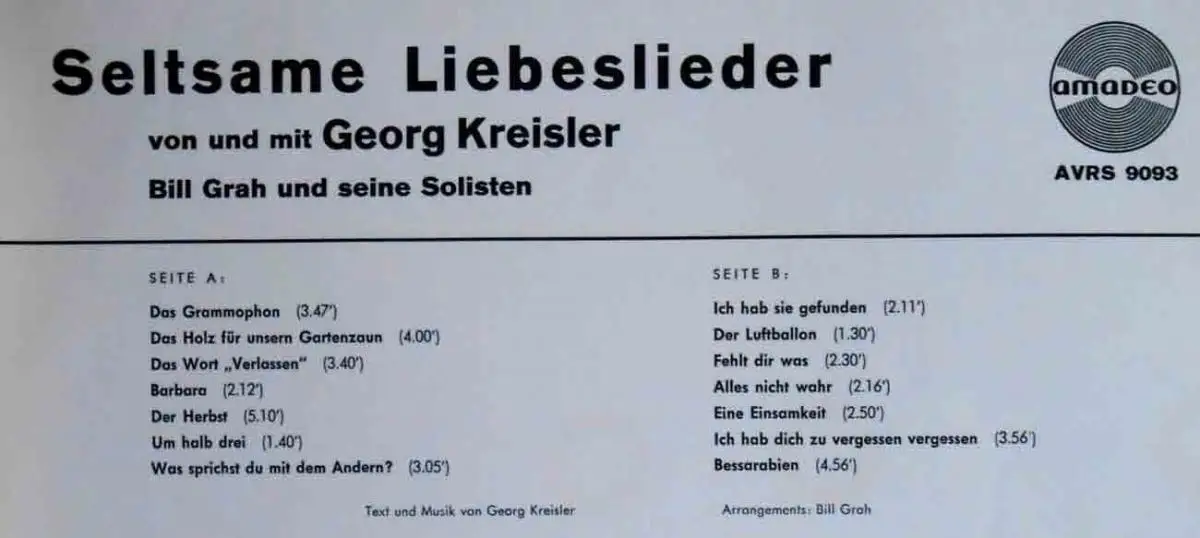 Seltsame Liebeslieder
von und mit Georg Kreisler
Bill Grah und seine Solisten
amaDEO
AVRS 9093
SEITE A:
Das Grammophon (3.47')
Das Holz für unsern Gartenzaun (4.00')
Das Wort „Verlassen" (3.40')
Barbara (2.12')
Der Herbst (5.10')
Um halb drei (1.40')
Was sprichst du mit dem Andern? (3.05')
SEITE B:
Ich hab sie gefunden (2.11')
Der Luftballon (1.30')
Fehlt dir was (2.30')
Alles nicht wahr (2.16')
Eine Einsamkeit (2.50')
Ich hab dich zu vergessen vergessen (3.56')
Bessarabien (4.56')
Text und Musik von Georg Kreisler
Arrangements: Bill Grah